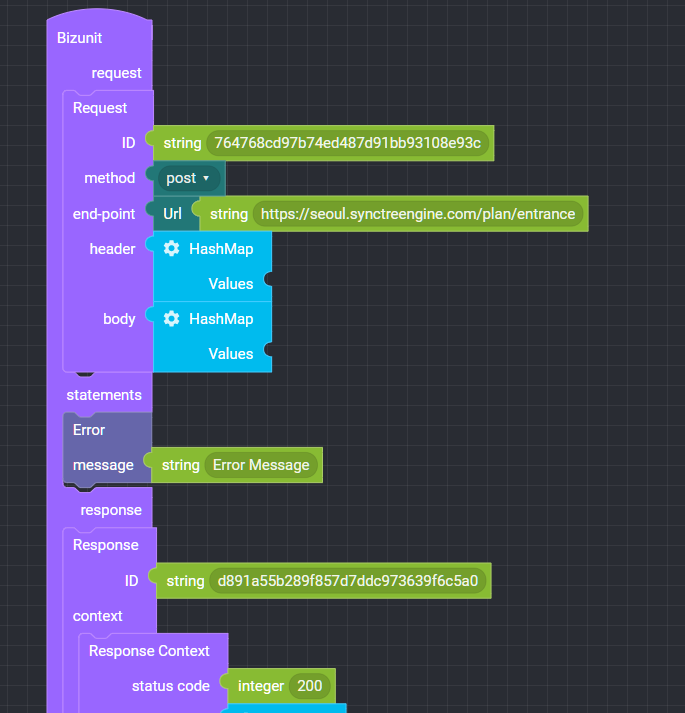 Bizunit
request
Request
ID string 764768cd97b74ed487d91bb93108e93c
method post
end-point Url string https://seoul.synctreengine.com/plan/entrance
header HashMap
Values
body HashMap
Values
statements
Error
message string Error Message
response
Response
ID string d891a55b289f857d7ddc973639f6c5a0
context
Response Context
status code integer 200